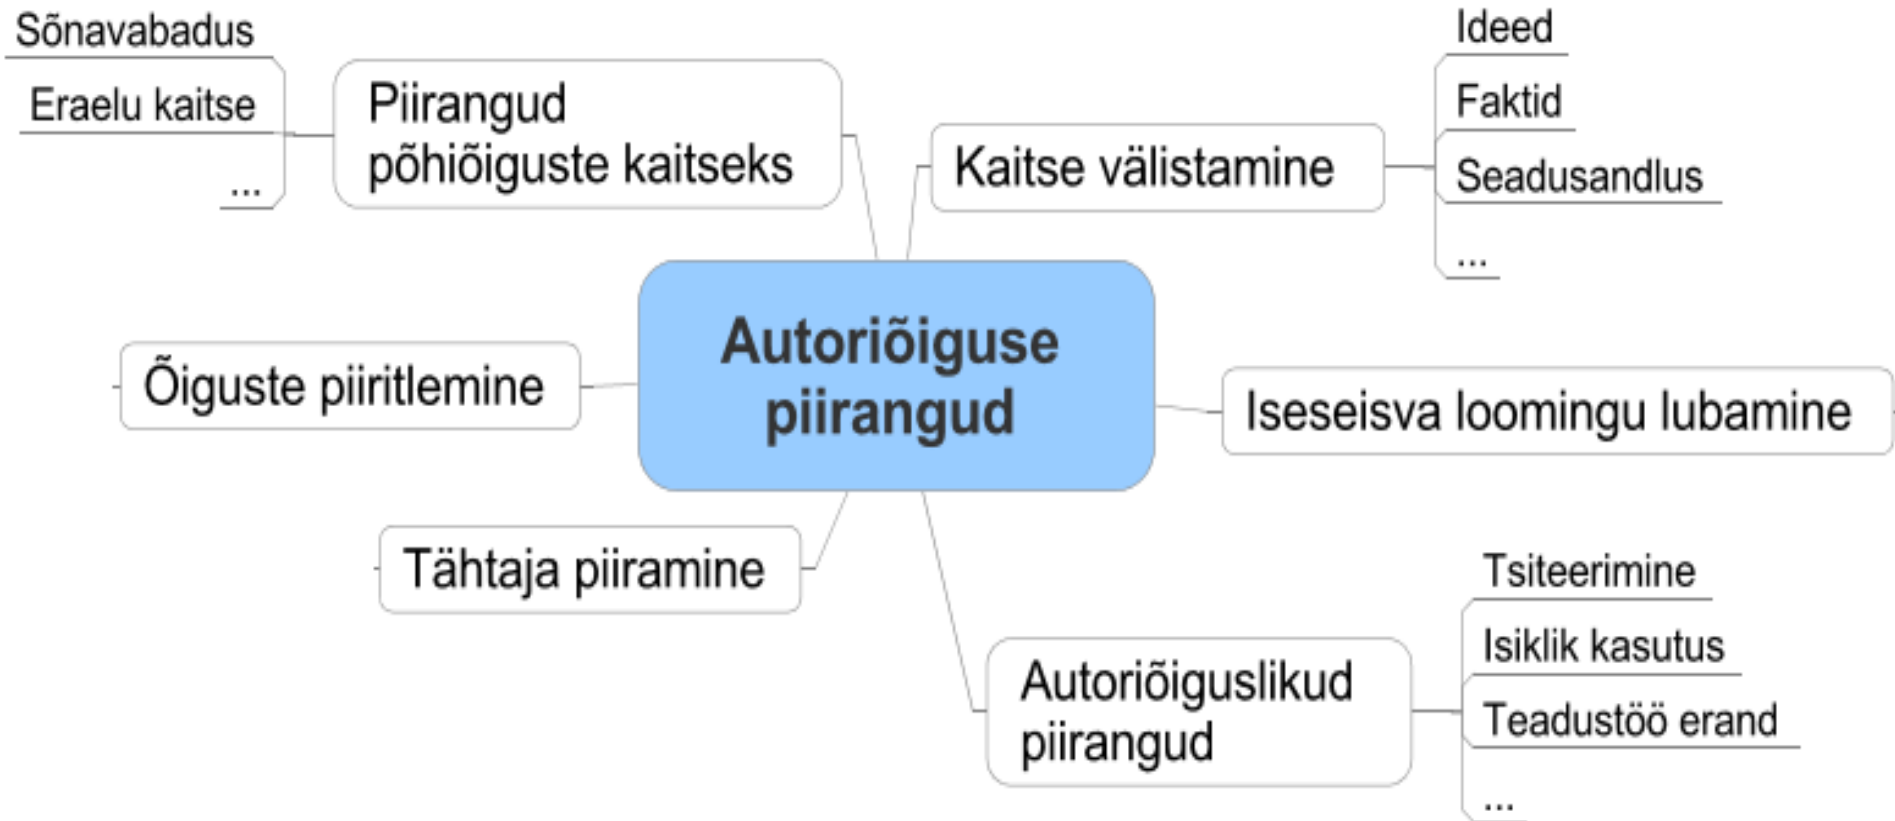 Sõnavabadus
Eraelu kaitse
...
Piirangud
põhiõiguste kaitseks
Kaitse välistamine
Ideed
Faktid
Seadusandlus
...
Autoriõiguse
piirangud
Õiguste piiritlemine
Iseseisva loomingu lubamine
Tähtaja piiramine
Autoriõiguslikud
piirangud
Tsiteerimine
Isiklik kasutus
Teadustöö erand
...